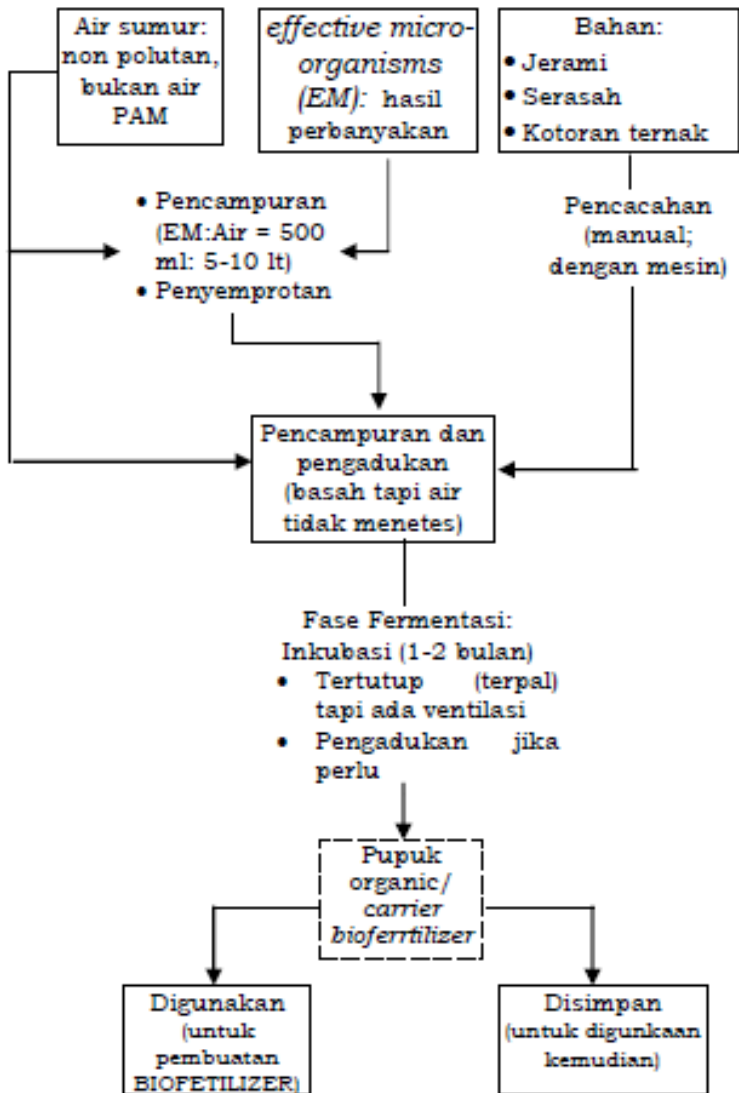 Air sumur:
non polutan,
bukan air
PAM
effective micro-
organisms
(EM): hasil
perbanyakan
Bahan:
• Jerami
• Serasah
• Kotoran ternak
• Pencampuran
(EM:Air = 500
ml: 5-10 lt)
• Penyemprotan
Pencacahan
(manual;
dengan mesin)
Pencampuran dan
pengadukan
(basah tapi air
tidak menetes)
Fase Fermentasi:
Inkubasi (1-2 bulan)
• Tertutup (terpal)
tapi ada ventilasi
• Pengadukan jika
perlu
Pupuk
organic/
carrier
bioferrtilizer
Digunakan
(untuk
pembuatan
BIOFETILIZER)
Disimpan
(untuk digunkaan
kemudian)